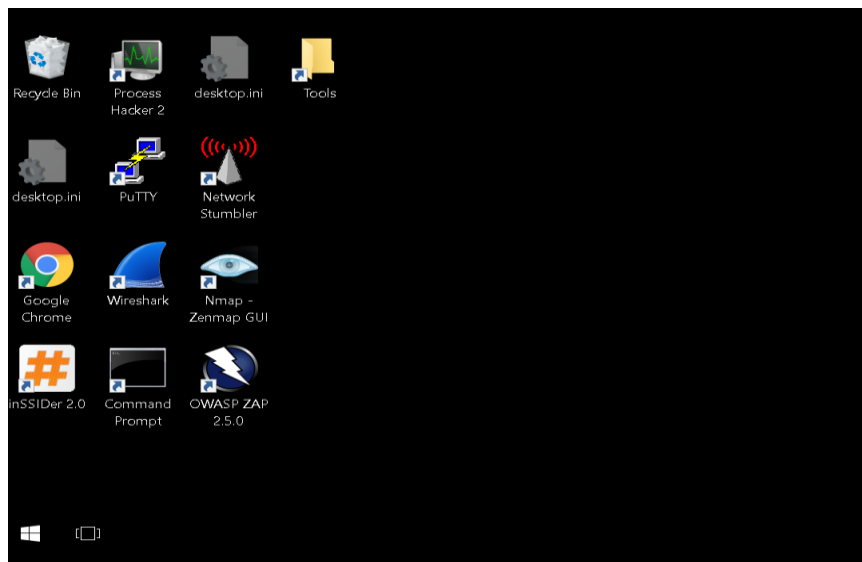 Recycle Bin
Process
Hacker 2
desktop.ini
Tools
desktop.ini
PuTTY
Network
Stumbler
Google
Chrome
Wireshark
Nmap -
Zenmap GUI
inSSIDer 2.0
Command
Prompt
OWASP ZAP
2.5.0